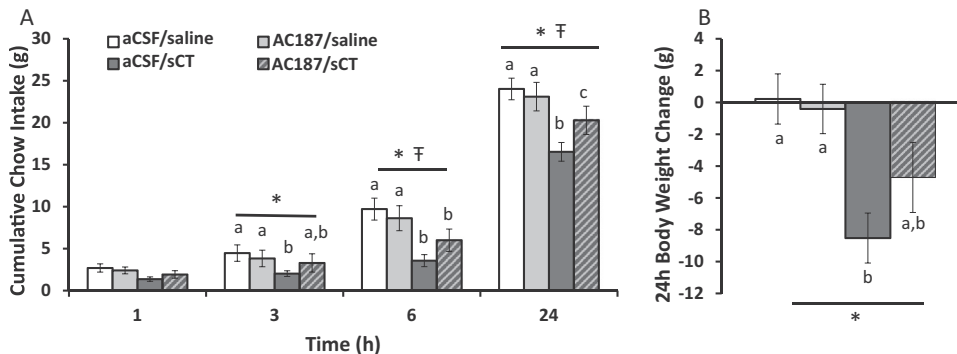 A
Cumulative Chow Intake (g)
30
25
20
15
10
5
0
aCSF/saline
AC187/saline
aCSF/sCT
AC187/sCT
*
a a b a,b
* Ŧ
a a b b
* Ŧ
a a b c
1 3 6 24
Time (h)
B
24h Body Weight Change (g)
4
2
0
-2
-4
-6
-8
-10
-12
a a b a,b
*